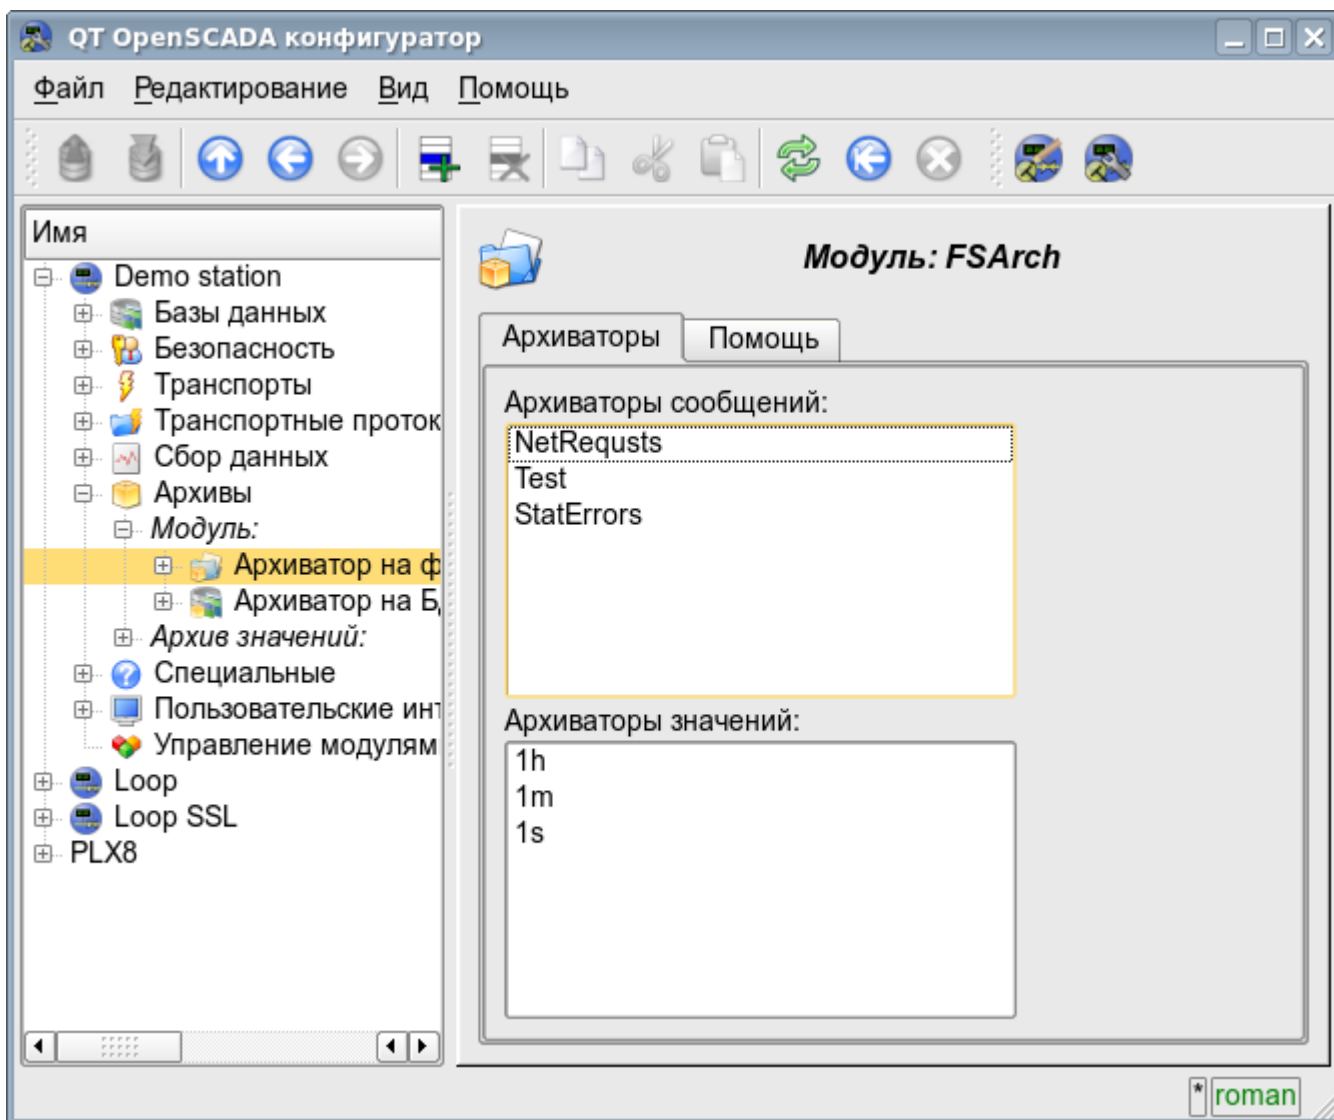 QT OpenSCADA конфигуратор
Файл Редактирование Вид Помощь
Имя
Demo station
Базы данных
Безопасность
Транспорты
Транспортные проток
Сбор данных
Архивы
Модуль:
Архиватор на ф
Архиватор на Б
Архив значений:
Специальные
Пользовательские инт
Управление модулям
Loop
Loop SSL
PLX8
Модуль: FSArch
Архиваторы Помощь
Архиваторы сообщений:
NetRequsts
Test
StatErrors
Архиваторы значений:
1h
1m
1s
* roman